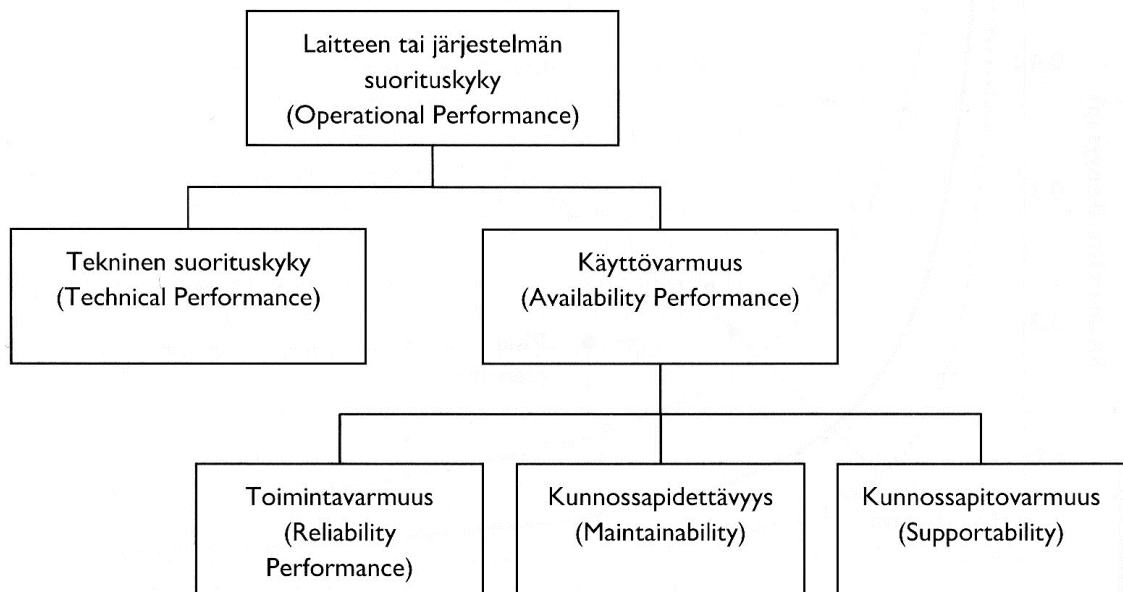 Laitteen tai järjestelmän
suorituskyky
(Operational Performance)
Tekninen suorituskyky
(Technical Performance)
Käyttövarmuus
(Availability Performance)
Toimintavarmuus
(Reliability
Performance)
Kunnossapidettävyys
(Maintainability)
Kunnossapitovarmuus
(Supportability)